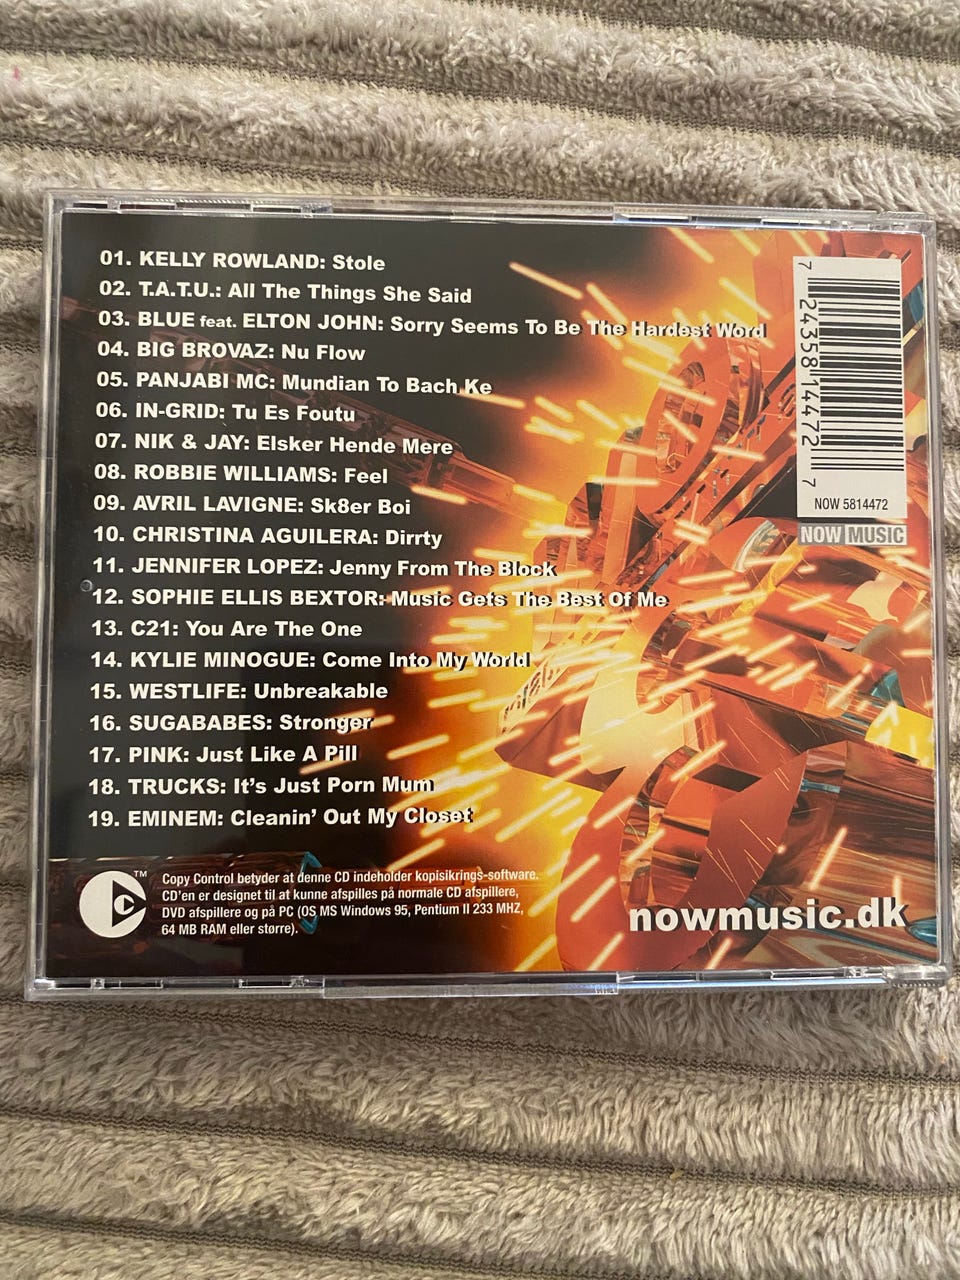 01. KELLY ROWLAND: Stole
02. T.A.T.U.: All The Things She Said
03. BLUE feat. ELTON JOHN: Sorry Seems To Be The Hardest Word
04. BIG BROVAZ: Nu Flow
05. PANJABI MC: Mundian To Bach Ke
06. IN-GRID: Tu Es Foutu
07. NIK & JAY: Elsker Hende Mere
08. ROBBIE WILLIAMS: Feel
09. AVRIL LAVIGNE: Sk8er Boi
10. CHRISTINA AGUILERA: Dirrty
11. JENNIFER LOPEZ: Jenny From The Block
12. SOPHIE ELLIS BEXTOR: Music Gets The Best Of Me
13. C21: You Are The One
14. KYLIE MINOGUE: Come Into My World
15. WESTLIFE: Unbreakable
16. SUGABABES: Stronger
17. PINK: Just Like A Pill
18. TRUCKS: It's Just Porn Mum
19. EMINEM: Cleanin' Out My Closet
7 24358 14472 7
NOW 5814472
NOW MUSIC
C
TM
Copy Control betyder at denne CD indeholder kopisikrings-software.
CD'en er designet til at kunne afspilles på normale CD afspillere,
DVD afspillere og på PC (OS MS Windows 95, Pentium II 233 MHZ,
64 MB RAM eller større).
nowmusic.dk